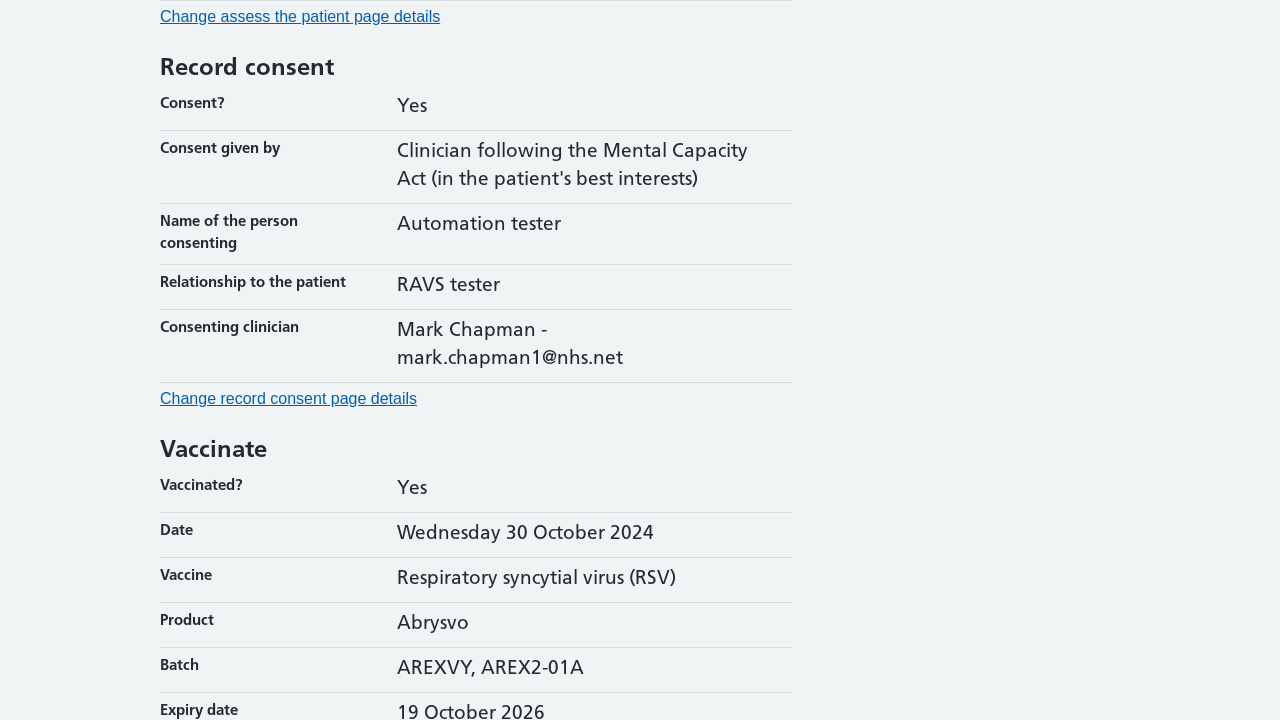 Change assess the patient page details
Record consent
Consent? Yes
Consent given by Clinician following the Mental Capacity
Act (in the patient's best interests)
Name of the person Automation tester
consenting
Relationship to the patient RAVS tester
Consenting clinician Mark Chapman -
mark.chapman1@nhs.net
Change record consent page details
Vaccinate
Vaccinated? Yes
Date Wednesday 30 October 2024
Vaccine Respiratory syncytial virus (RSV)
Product Abrysvo
Batch AREXVY, AREX2-01A
Expiry date 19 October 2026